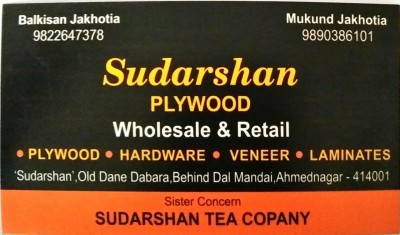 Balkisan Jakhotia Mukund Jakhotia
9822647378 9890386101
Sudarshan
PLYWOOD
Wholesale & Retail
• PLYWOOD • HARDWARE • VENEER • LAMINATES
'Sudarshan',Old Dane Dabara,Behind Dal Mandai,Ahmednagar - 414001
Sister Concern
SUDARSHAN TEA COPANY